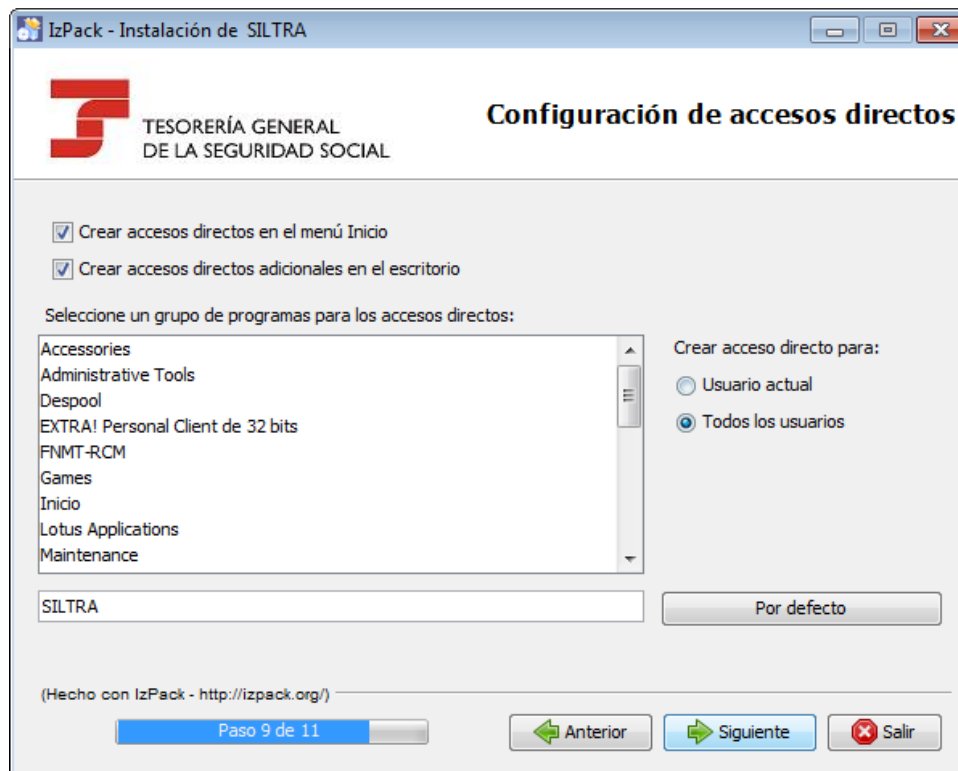 IzPack - Instalación de  SILTRA
TESORERÍA GENERAL
DE LA SEGURIDAD SOCIAL
Configuración de accesos directos
Crear accesos directos en el menú Inicio
Crear accesos directos adicionales en el escritorio
Seleccione un grupo de programas para los accesos directos:
Accessories
Administrative Tools
Despool
EXTRA! Personal Client de 32 bits
FNMT-RCM
Games
Inicio
Lotus Applications
Maintenance
Crear acceso directo para:
Usuario actual
Todos los usuarios
SILTRA
Por defecto
(Hecho con IzPack - http://izpack.org/)
Paso 9 de 11
Anterior
Siguiente
Salir